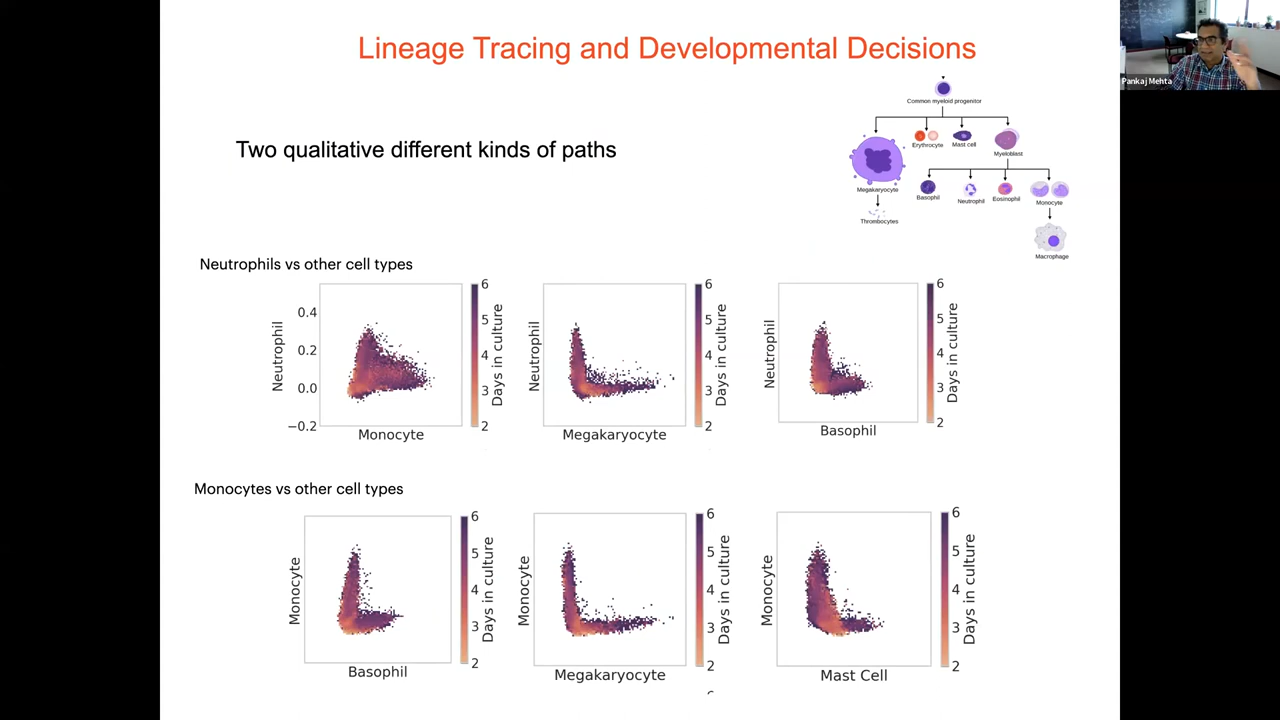 Lineage Tracing and Developmental Decisions
Pankaj Mehta
Common myeloid progenitor
Two qualitative different kinds of paths
Erythrocyte
Mast cell
Myeloblast
Megakaryocyte
Basophil
Neutrophil
Eosinophil
Monocyte
Thrombocytes
Macrophage
Neutrophils vs other cell types
Neutrophil
0.4
0.2
0.0
−0.2
Monocyte
6
5
4
3
2
Days in culture
Neutrophil
Megakaryocyte
6
5
4
3
2
Days in culture
Neutrophil
Basophil
6
5
4
3
2
Days in culture
Monocytes vs other cell types
Monocyte
Basophil
6
5
4
3
2
Days in culture
Monocyte
Megakaryocyte
6
5
4
3
2
Days in culture
Monocyte
Mast Cell
6
5
4
3
2
Days in culture